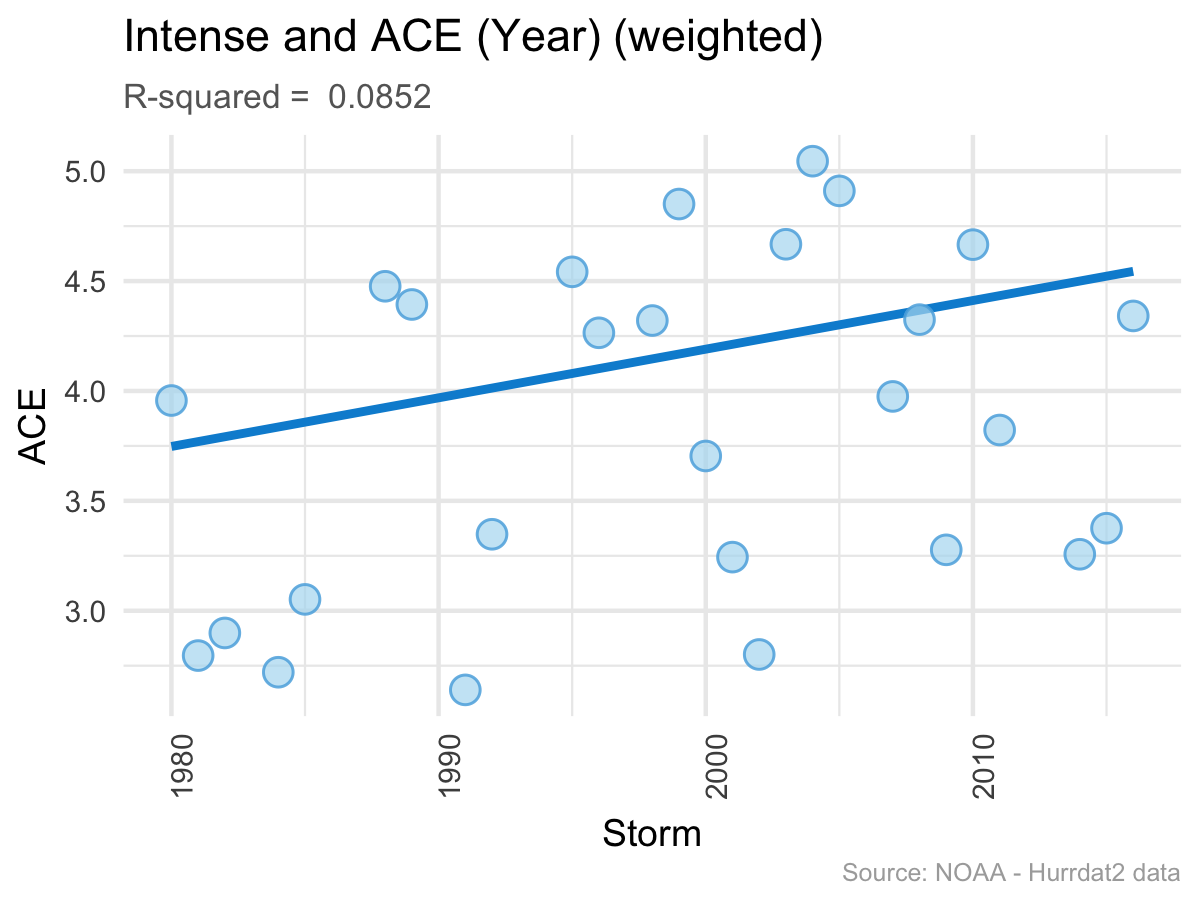 Intense and ACE (Year) (weighted)
R-squared =  0.0852
5.0
4.5
4.0
3.5
3.0
ACE
1980
1990
2000
2010
Storm
Source: NOAA - Hurrdat2 data